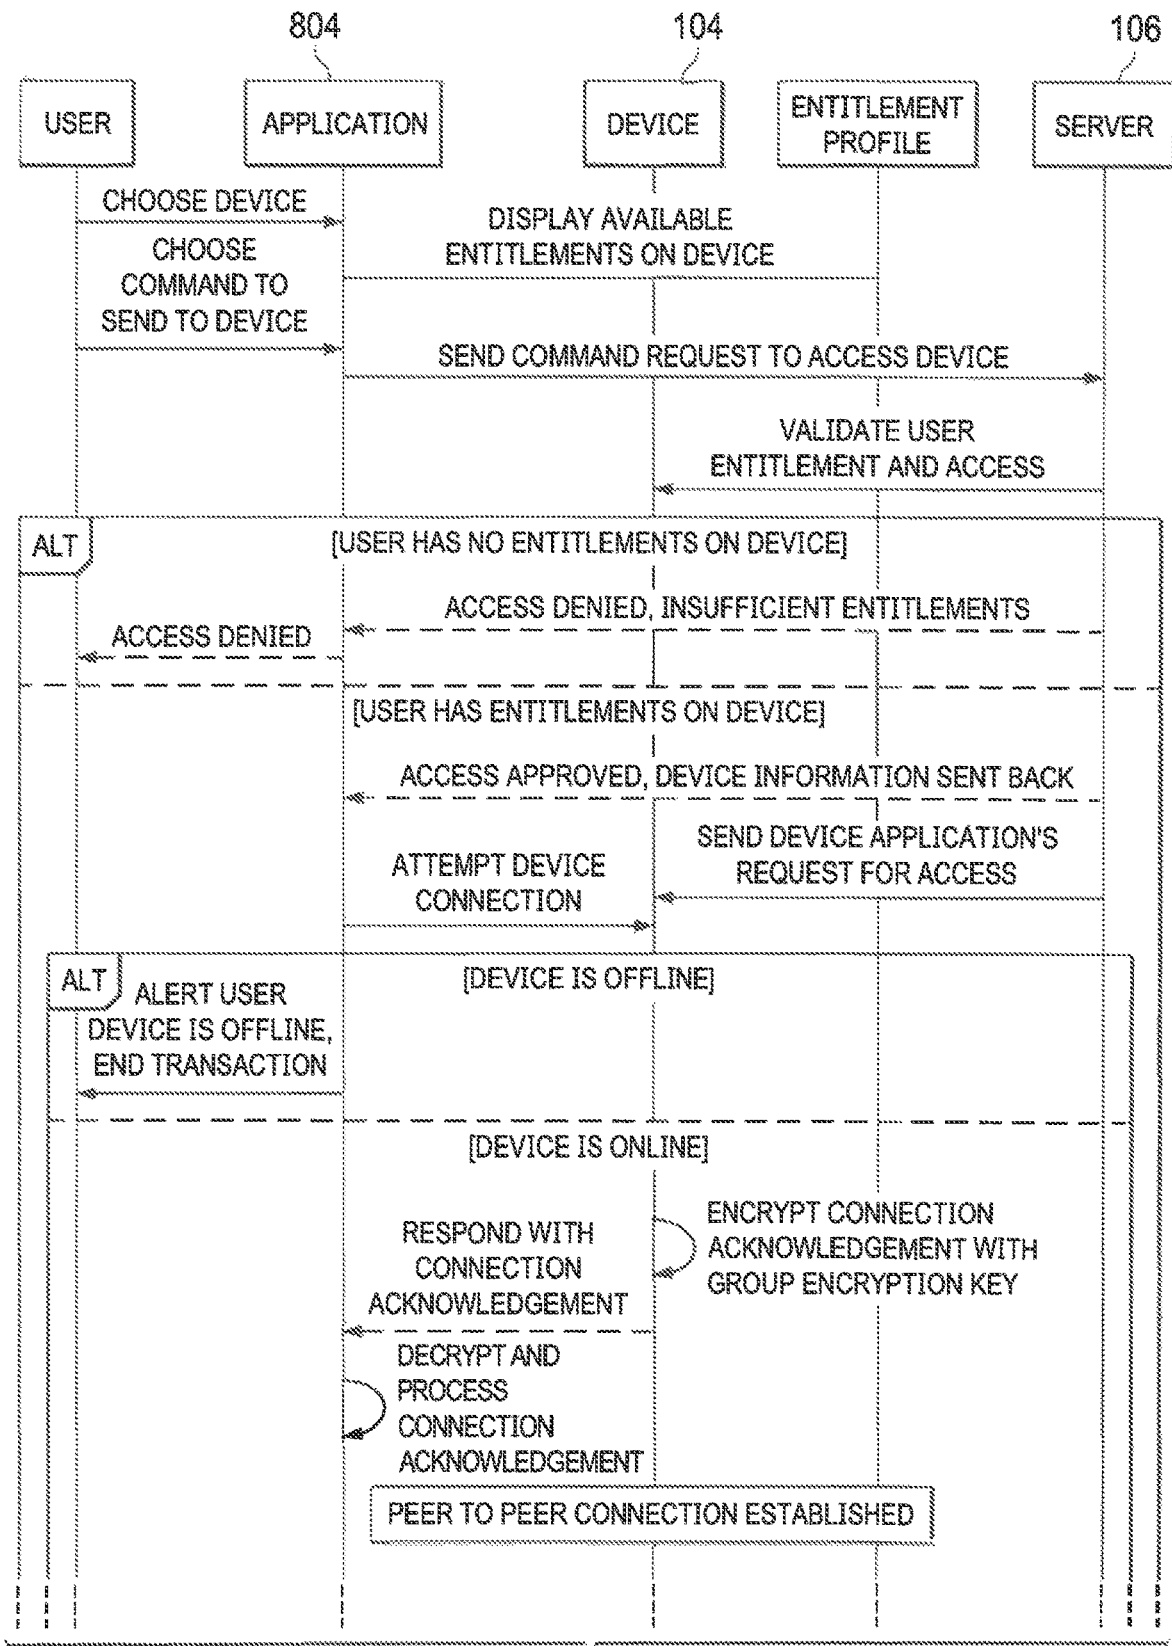 804
104
106
USER
APPLICATION
DEVICE
ENTITLEMENT
PROFILE
SERVER
CHOOSE DEVICE
DISPLAY AVAILABLE
ENTITLEMENTS ON DEVICE
CHOOSE
COMMAND TO
SEND TO DEVICE
SEND COMMAND REQUEST TO ACCESS DEVICE
VALIDATE USER
ENTITLEMENT AND ACCESS
ALT
[USER HAS NO ENTITLEMENTS ON DEVICE]
ACCESS DENIED, INSUFFICIENT ENTITLEMENTS
ACCESS DENIED
[USER HAS ENTITLEMENTS ON DEVICE]
ACCESS APPROVED, DEVICE INFORMATION SENT BACK
SEND DEVICE APPLICATION'S
REQUEST FOR ACCESS
ATTEMPT DEVICE
CONNECTION
ALT
[DEVICE IS OFFLINE]
ALERT USER
DEVICE IS OFFLINE,
END TRANSACTION
[DEVICE IS ONLINE]
ENCRYPT CONNECTION
ACKNOWLEDGEMENT WITH
GROUP ENCRYPTION KEY
RESPOND WITH
CONNECTION
ACKNOWLEDGEMENT
DECRYPT AND
PROCESS
CONNECTION
ACKNOWLEDGEMENT
PEER TO PEER CONNECTION ESTABLISHED